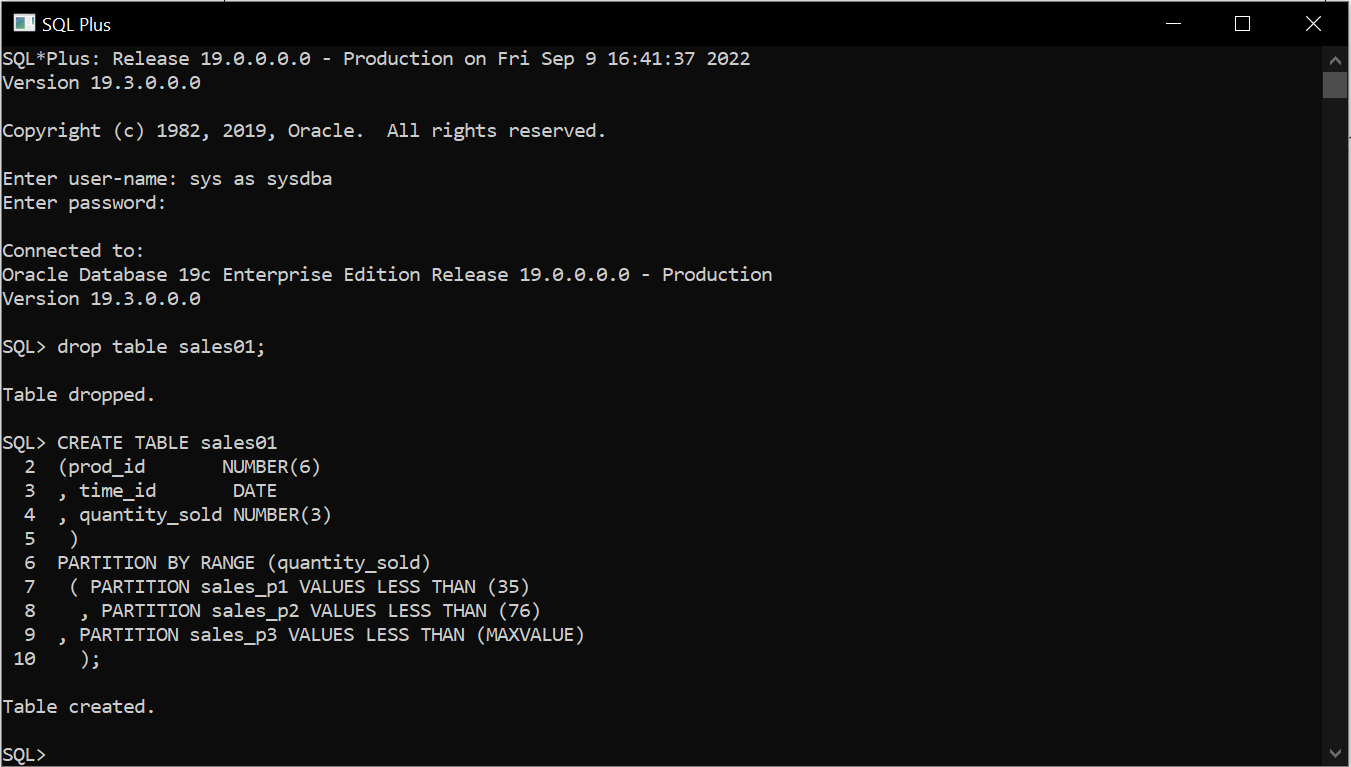 SQL Plus
SQL*Plus: Release 19.0.0.0.0 - Production on Fri Sep 9 16:41:37 2022
Version 19.3.0.0.0
Copyright (c) 1982, 2019, Oracle.  All rights reserved.
Enter user-name: sys as sysdba
Enter password:
Connected to:
Oracle Database 19c Enterprise Edition Release 19.0.0.0.0 - Production
Version 19.3.0.0.0
SQL> drop table sales01;
Table dropped.
SQL> CREATE TABLE sales01
  2  (prod_id       NUMBER(6)
  3  , time_id       DATE
  4  , quantity_sold NUMBER(3)
  5   )
  6  PARTITION BY RANGE (quantity_sold)
  7   ( PARTITION sales_p1 VALUES LESS THAN (35)
  8    , PARTITION sales_p2 VALUES LESS THAN (76)
  9  , PARTITION sales_p3 VALUES LESS THAN (MAXVALUE)
 10    );
Table created.
SQL>